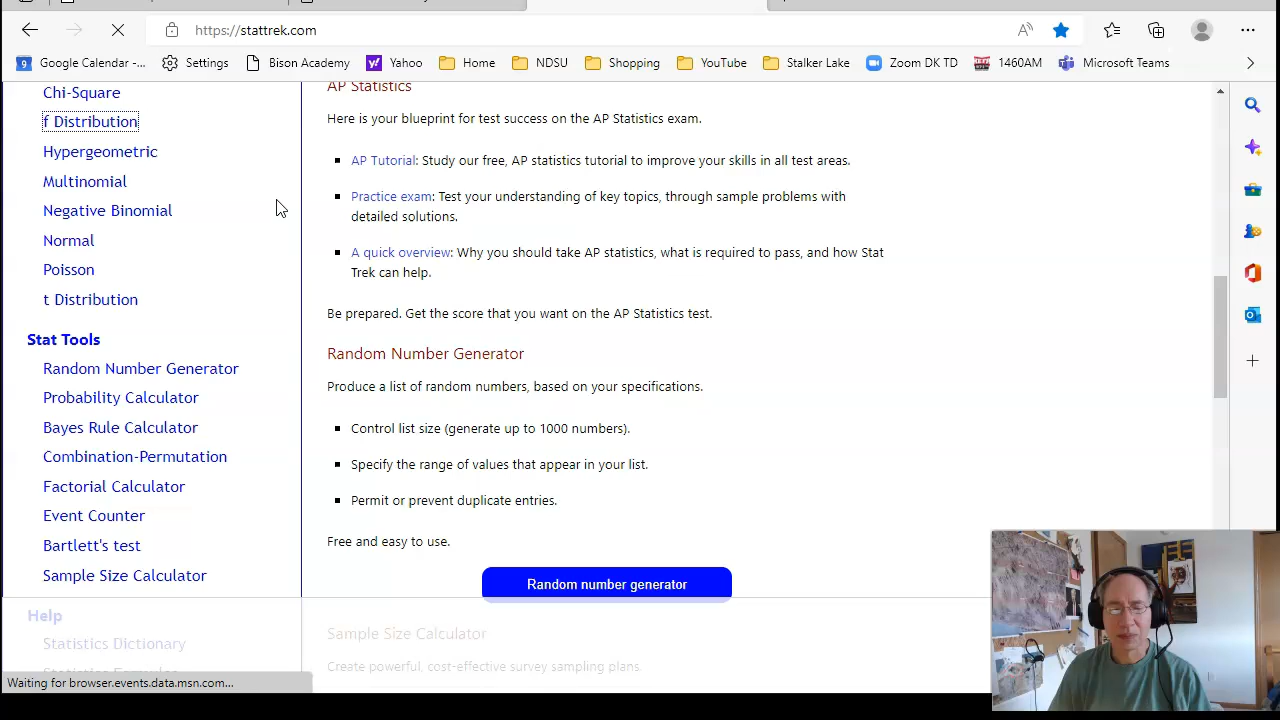 https://stattrek.com
Google Calendar -... Settings Bison Academy Yahoo Home NDSU Shopping YouTube Stalker Lake Zoom DK TD 1460AM Microsoft Teams
Chi-Square
f Distribution
Hypergeometric
Multinomial
Negative Binomial
Normal
Poisson
t Distribution
Stat Tools
Random Number Generator
Probability Calculator
Bayes Rule Calculator
Combination-Permutation
Factorial Calculator
Event Counter
Bartlett's test
Sample Size Calculator
Help
Statistics Dictionary
Waiting for browser.events.data.msn.com...
AP Statistics
Here is your blueprint for test success on the AP Statistics exam.
AP Tutorial: Study our free, AP statistics tutorial to improve your skills in all test areas.
Practice exam: Test your understanding of key topics, through sample problems with
detailed solutions.
A quick overview: Why you should take AP statistics, what is required to pass, and how Stat
Trek can help.
Be prepared. Get the score that you want on the AP Statistics test.
Random Number Generator
Produce a list of random numbers, based on your specifications.
Control list size (generate up to 1000 numbers).
Specify the range of values that appear in your list.
Permit or prevent duplicate entries.
Free and easy to use.
Random number generator
Sample Size Calculator
Create powerful, cost-effective survey sampling plans.